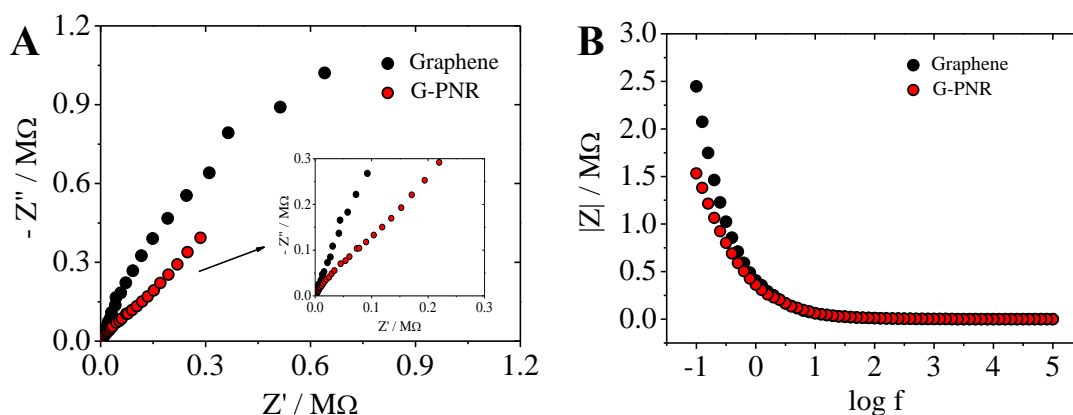 A
Graphene
G-PNR
- Z'' / MΩ
1.2
0.9
0.6
0.3
0.0
0.0 0.3 0.6 0.9 1.2
Z' / MΩ
- Z'' / MΩ
0.3
0.2
0.1
0.0
0.0 0.1 0.2 0.3
Z' / MΩ
B
Graphene
G-PNR
|Z| / MΩ
3.0
2.5
2.0
1.5
1.0
0.5
0.0
-1 0 1 2 3 4 5
log f